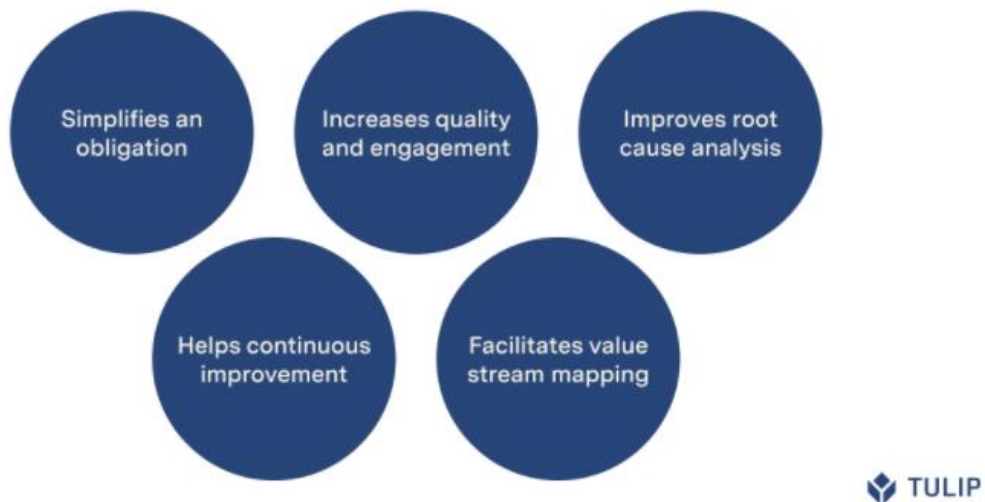 Simplifies an
obligation
Increases quality
and engagement
Improves root
cause analysis
Helps continuous
improvement
Facilitates value
stream mapping
TULIP